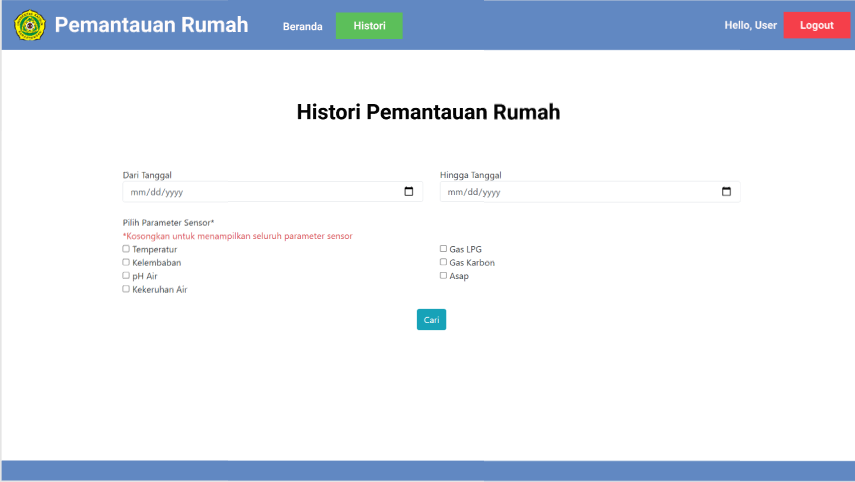 Pemantauan Rumah
Beranda
Histori
Hello, User
Logout
Histori Pemantauan Rumah
Dari Tanggal
mm/dd/yyyy
Hingga Tanggal
mm/dd/yyyy
Pilih Parameter Sensor*
*Kosongkan untuk menampilkan seluruh parameter sensor
Temperatur
Kelembaban
pH Air
Kekeruhan Air
Gas LPG
Gas Karbon
Asap
Cari